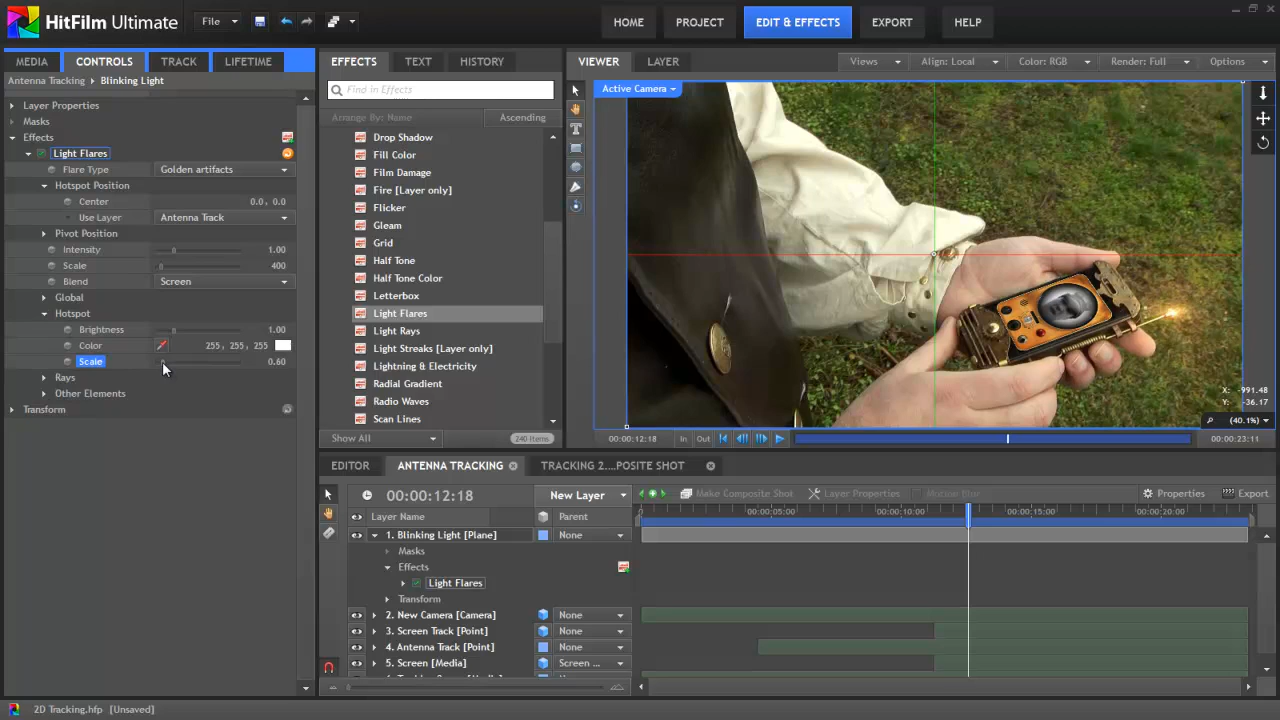 HitFilm Ultimate
File
HOME
PROJECT
EDIT & EFFECTS
EXPORT
HELP
MEDIA
CONTROLS
TRACK
LIFETIME
Antenna Tracking
Blinking Light
Layer Properties
Masks
Effects
Light Flares
Flare Type
Golden artifacts
Hotspot Position
Center
0.0, 0.0
Use Layer
Antenna Track
Pivot Position
Intensity
1.00
Scale
400
Blend
Screen
Global
Hotspot
Brightness
1.00
Color
255, 255, 255
Scale
0.60
Rays
Other Elements
Transform
EFFECTS
TEXT
HISTORY
Find in Effects
Arrange By: Name
Ascending
Drop Shadow
Fill Color
Film Damage
Fire [Layer only]
Flicker
Gleam
Grid
Half Tone
Half Tone Color
Letterbox
Light Flares
Light Rays
Light Streaks [Layer only]
Lightning & Electricity
Radial Gradient
Radio Waves
Scan Lines
Show All
240 Items
VIEWER
LAYER
Views
Align: Local
Color: RGB
Render: Full
Options
Active Camera
X: -991.48
Y: -36.17
(40.1%)
00:00:12:18
In
Out
00:00:23:11
EDITOR
ANTENNA TRACKING
TRACKING 2....POSITE SHOT
00:00:12:18
New Layer
Make Composite Shot
Layer Properties
Motion Blur
Properties
Export
Layer Name
Parent
0
00:00:05:00
00:00:10:00
00:00:15:00
00:00:20:00
1. Blinking Light [Plane]
None
Masks
Effects
Light Flares
Transform
2. New Camera [Camera]
None
3. Screen Track [Point]
None
4. Antenna Track [Point]
None
5. Screen [Media]
Screen ...
2D Tracking.hfp
[Unsaved]